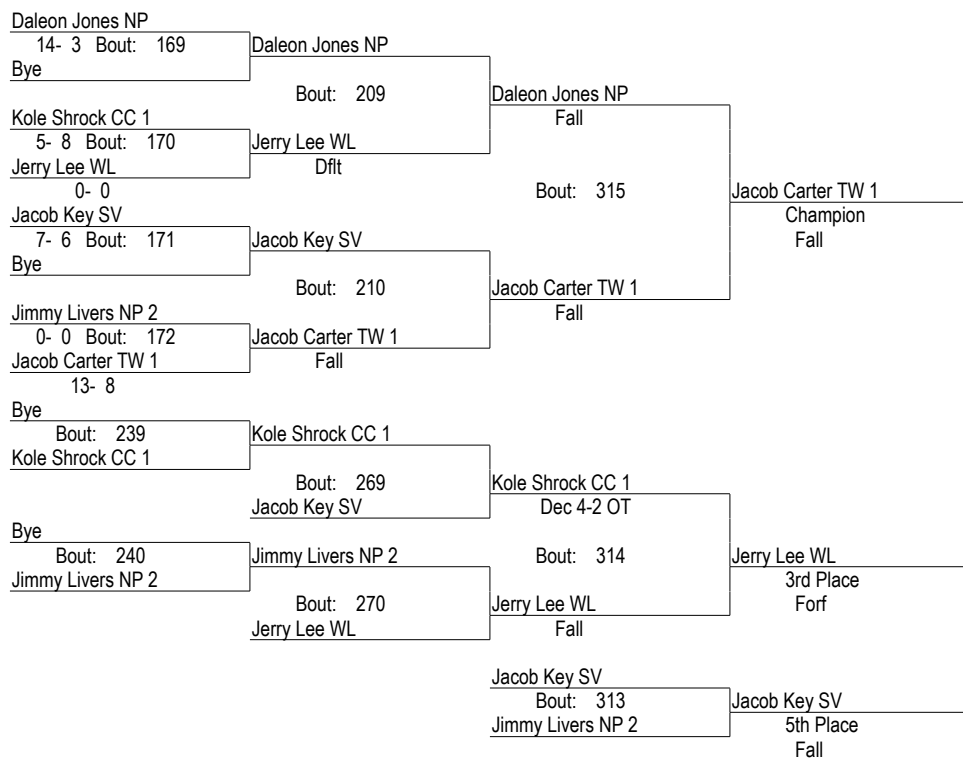 Daleon Jones NP
14- 3 Bout: 169
Bye
Daleon Jones NP
Bout: 209
Kole Shrock CC 1
5- 8 Bout: 170
Jerry Lee WL
0- 0
Jerry Lee WL
Dflt
Daleon Jones NP
Fall
Bout: 315
Jacob Key SV
7- 6 Bout: 171
Bye
Jacob Key SV
Bout: 210
Jimmy Livers NP 2
0- 0 Bout: 172
Jacob Carter TW 1
13- 8
Jacob Carter TW 1
Fall
Jacob Carter TW 1
Fall
Jacob Carter TW 1
Champion
Fall
Bye
Bout: 239
Kole Shrock CC 1
Kole Shrock CC 1
Bout: 269
Jacob Key SV
Kole Shrock CC 1
Dec 4-2 OT
Bout: 314
Bye
Bout: 240
Jimmy Livers NP 2
Jimmy Livers NP 2
Bout: 270
Jerry Lee WL
Jerry Lee WL
Fall
Jerry Lee WL
3rd Place
Forf
Jacob Key SV
Bout: 313
Jimmy Livers NP 2
Jacob Key SV
5th Place
Fall